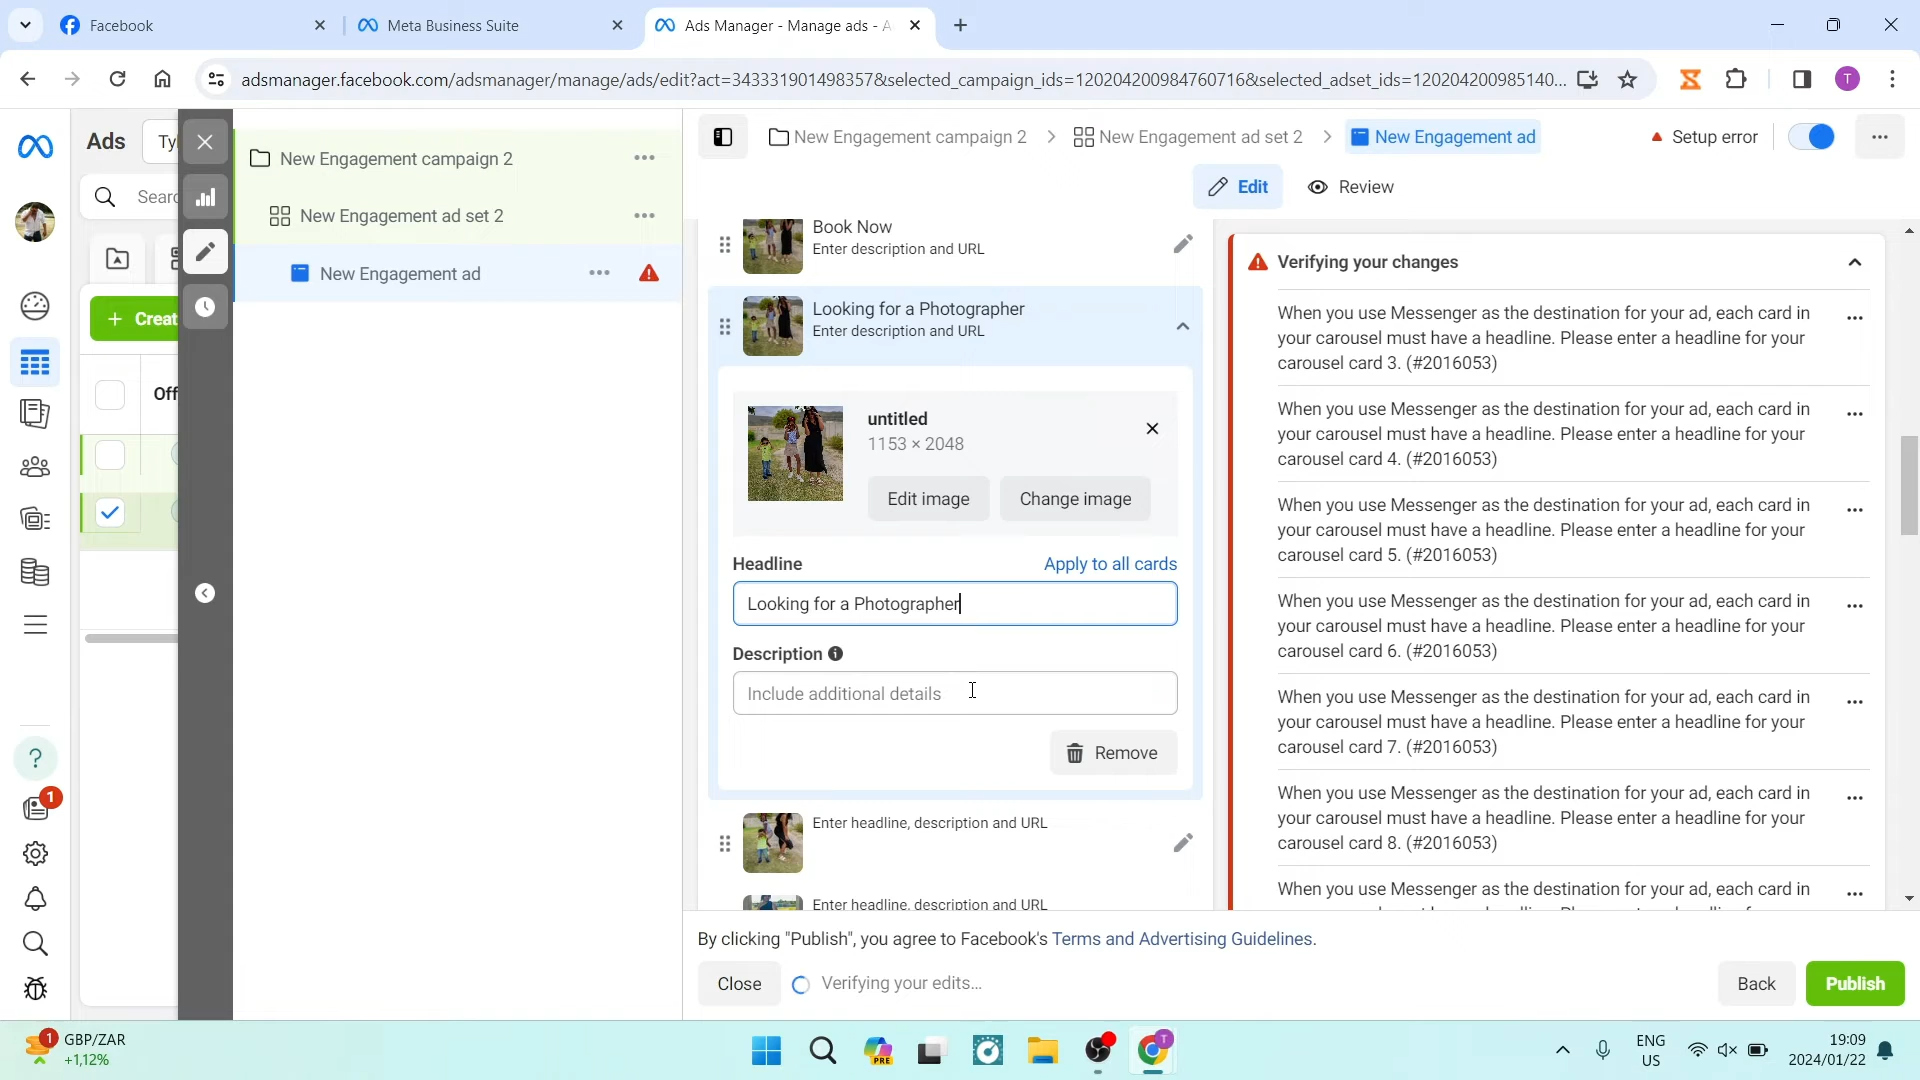 Facebook
Meta Business Suite
Ads Manager - Manage ads - A
adsmanager.facebook.com/adsmanager/manage/ads/edit?act=343331901498357&selected_campaign_ids=120204200984760716&selected_adset_ids=120204200985140...
T
Ads
Tyl
New Engagement campaign 2
New Engagement campaign 2
New Engagement ad set 2
New Engagement ad
Setup error
Sear
New Engagement ad set 2
Edit
Review
New Engagement ad
Creat
Off
Book Now
Enter description and URL
Looking for a Photographer
Enter description and URL
untitled
1153 × 2048
Edit image
Change image
Headline
Apply to all cards
Looking for a Photographer
Description
Include additional details
Remove
Enter headline, description and URL
Enter headline, description and URL
Verifying your changes
When you use Messenger as the destination for your ad, each card in
your carousel must have a headline. Please enter a headline for your
carousel card 3. (#2016053)
When you use Messenger as the destination for your ad, each card in
your carousel must have a headline. Please enter a headline for your
carousel card 4. (#2016053)
When you use Messenger as the destination for your ad, each card in
your carousel must have a headline. Please enter a headline for your
carousel card 5. (#2016053)
When you use Messenger as the destination for your ad, each card in
your carousel must have a headline. Please enter a headline for your
carousel card 6. (#2016053)
When you use Messenger as the destination for your ad, each card in
your carousel must have a headline. Please enter a headline for your
carousel card 7. (#2016053)
When you use Messenger as the destination for your ad, each card in
your carousel must have a headline. Please enter a headline for your
carousel card 8. (#2016053)
When you use Messenger as the destination for your ad, each card in
1
By clicking "Publish", you agree to Facebook's Terms and Advertising Guidelines.
Close
Verifying your edits...
Back
Publish
1
GBP/ZAR
+1,12%
PRE
T
ENG
US
19:09
2024/01/22